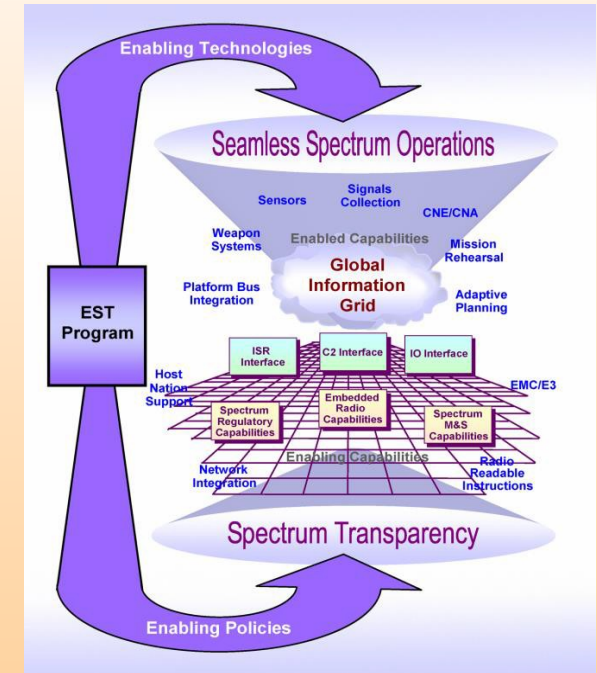 Enabling Technologies
Seamless Spectrum Operations
Signals
Collection
Sensors
CNE/CNA
Weapon
Systems
Enabled Capabilities
Mission
Rehearsal
Global
Information
Grid
Platform Bus
Integration
Adaptive
Planning
EST
Program
ISR
Interface
C2 Interface
IO Interface
Host
Nation
Support
EMC/E3
Spectrum
Regulatory
Capabilities
Embedded
Radio
Capabilities
Spectrum
M&S
Capabilities
Enabling Capabilities
Network
Integration
Radio
Readable
Instructions
Spectrum Transparency
Enabling Policies